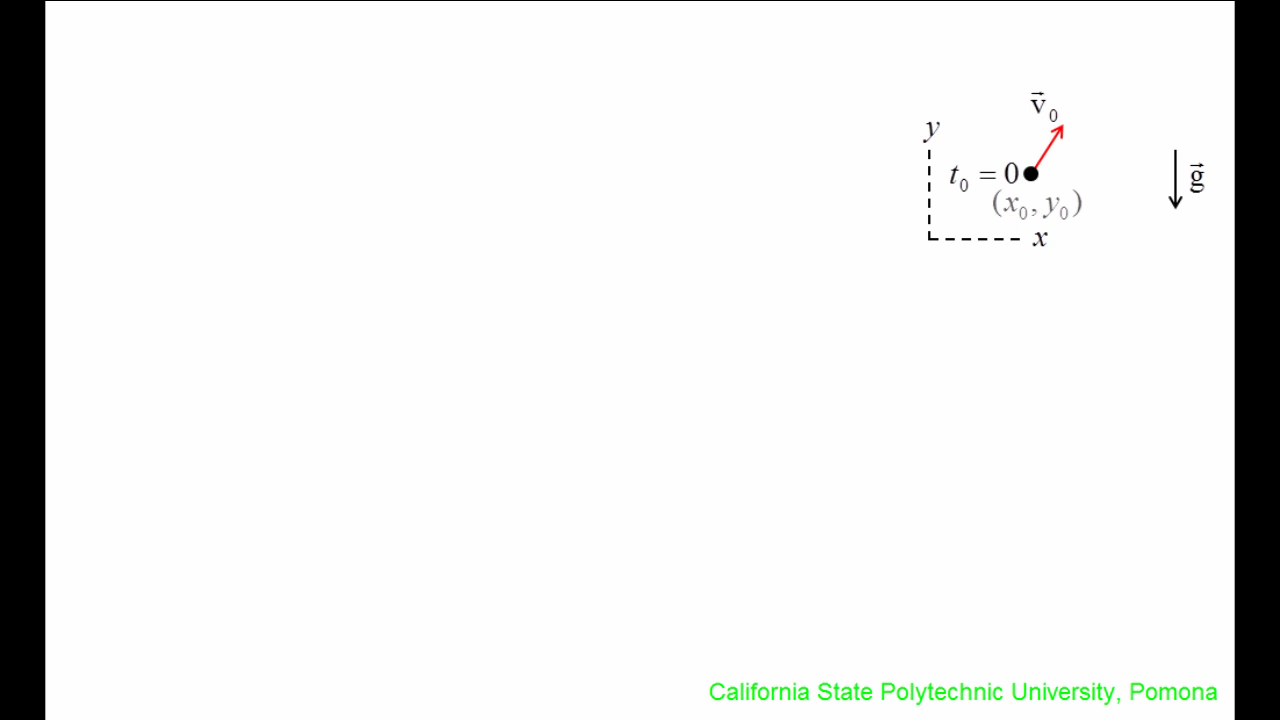 v⃗₀
y
t₀ = 0
g⃗
(x₀, y₀)
x
California State Polytechnic University, Pomona